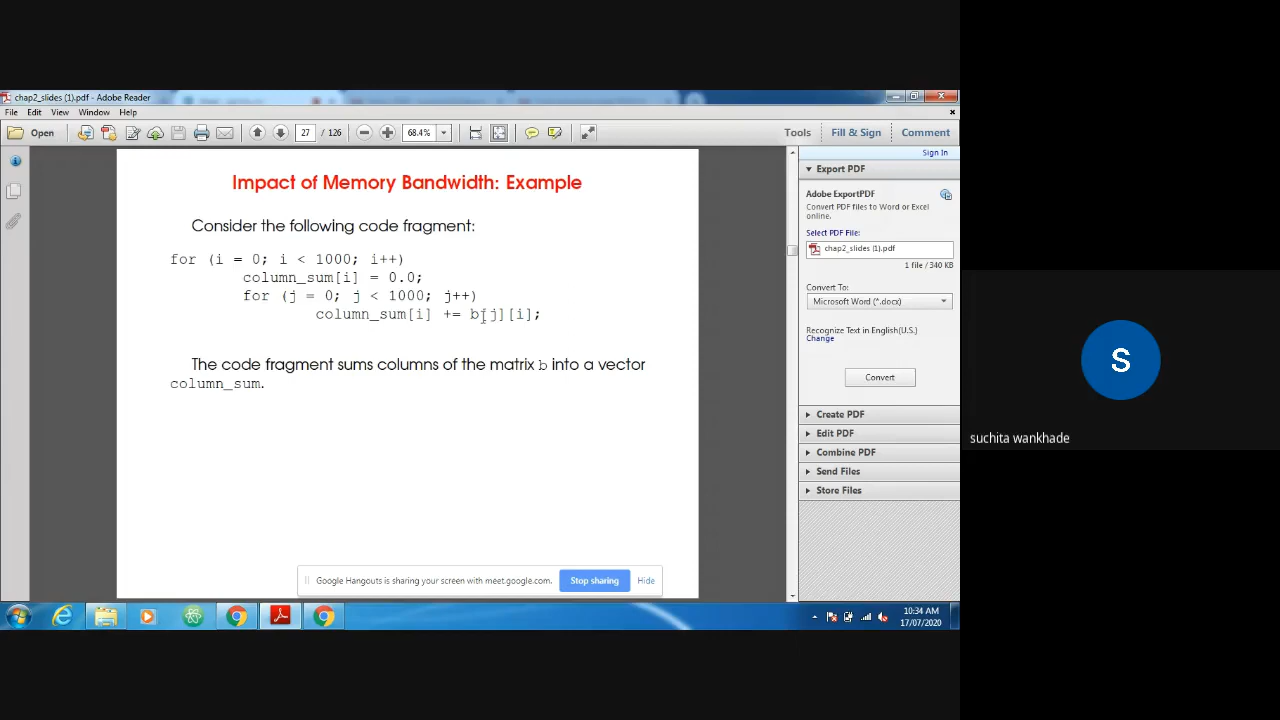 chap2_slides (1).pdf - Adobe Reader
File Edit View Window Help
Open 27 / 126 68.4% Tools Fill & Sign Comment
Sign In
Impact of Memory Bandwidth: Example
Consider the following code fragment:
for (i = 0; i < 1000; i++)
column_sum[i] = 0.0;
for (j = 0; j < 1000; j++)
column_sum[i] += b[j][i];
The code fragment sums columns of the matrix b into a vector
column_sum.
Export PDF
Adobe ExportPDF
Convert PDF files to Word or Excel
online.
Select PDF File:
chap2_slides (1).pdf
1 file / 340 KB
Convert To:
Microsoft Word (*.docx)
Recognize Text in English(U.S.)
Change
Convert
Create PDF
Edit PDF
Combine PDF
Send Files
Store Files
Google Hangouts is sharing your screen with meet.google.com. Stop sharing Hide
10:34 AM
17/07/2020
S
suchita wankhade